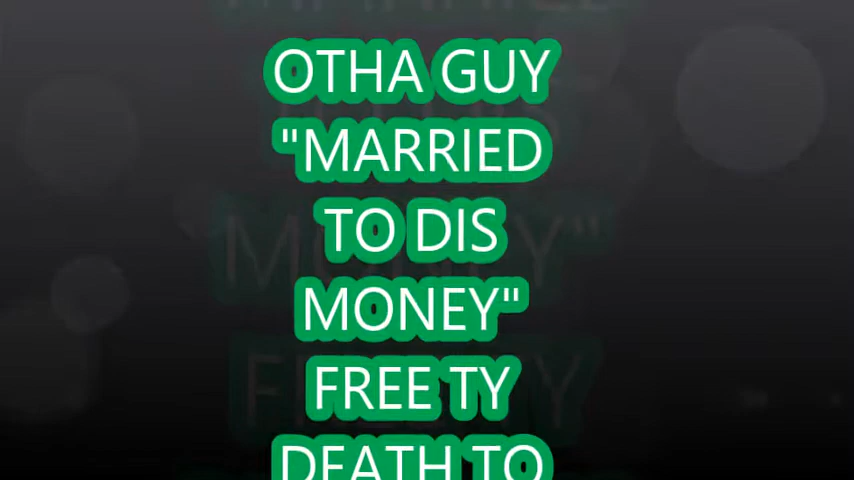 OTHA GUY
"MARRIED
TO DIS
MONEY"
FREE TY
DEATH TO